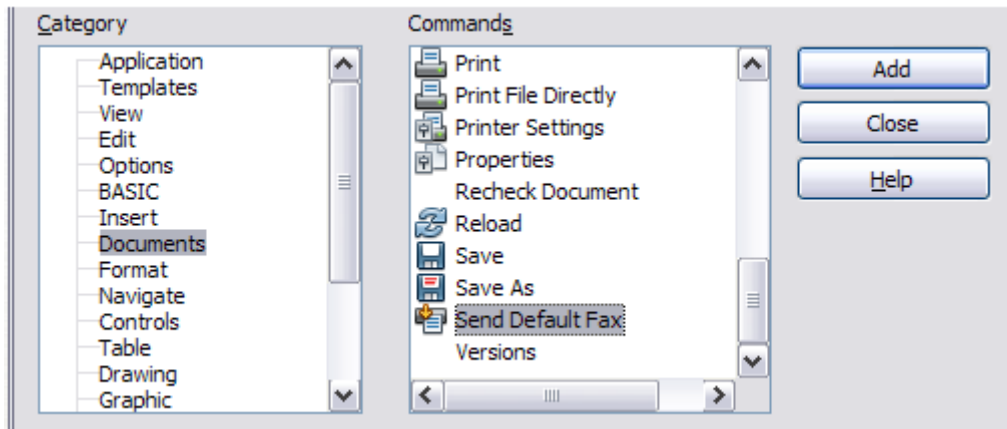 Category
Application
Templates
View
Edit
Options
BASIC
Insert
Documents
Format
Navigate
Controls
Table
Drawing
Graphic
Commands
Print
Print File Directly
Printer Settings
Properties
Recheck Document
Reload
Save
Save As
Send Default Fax
Versions
Add
Close
Help